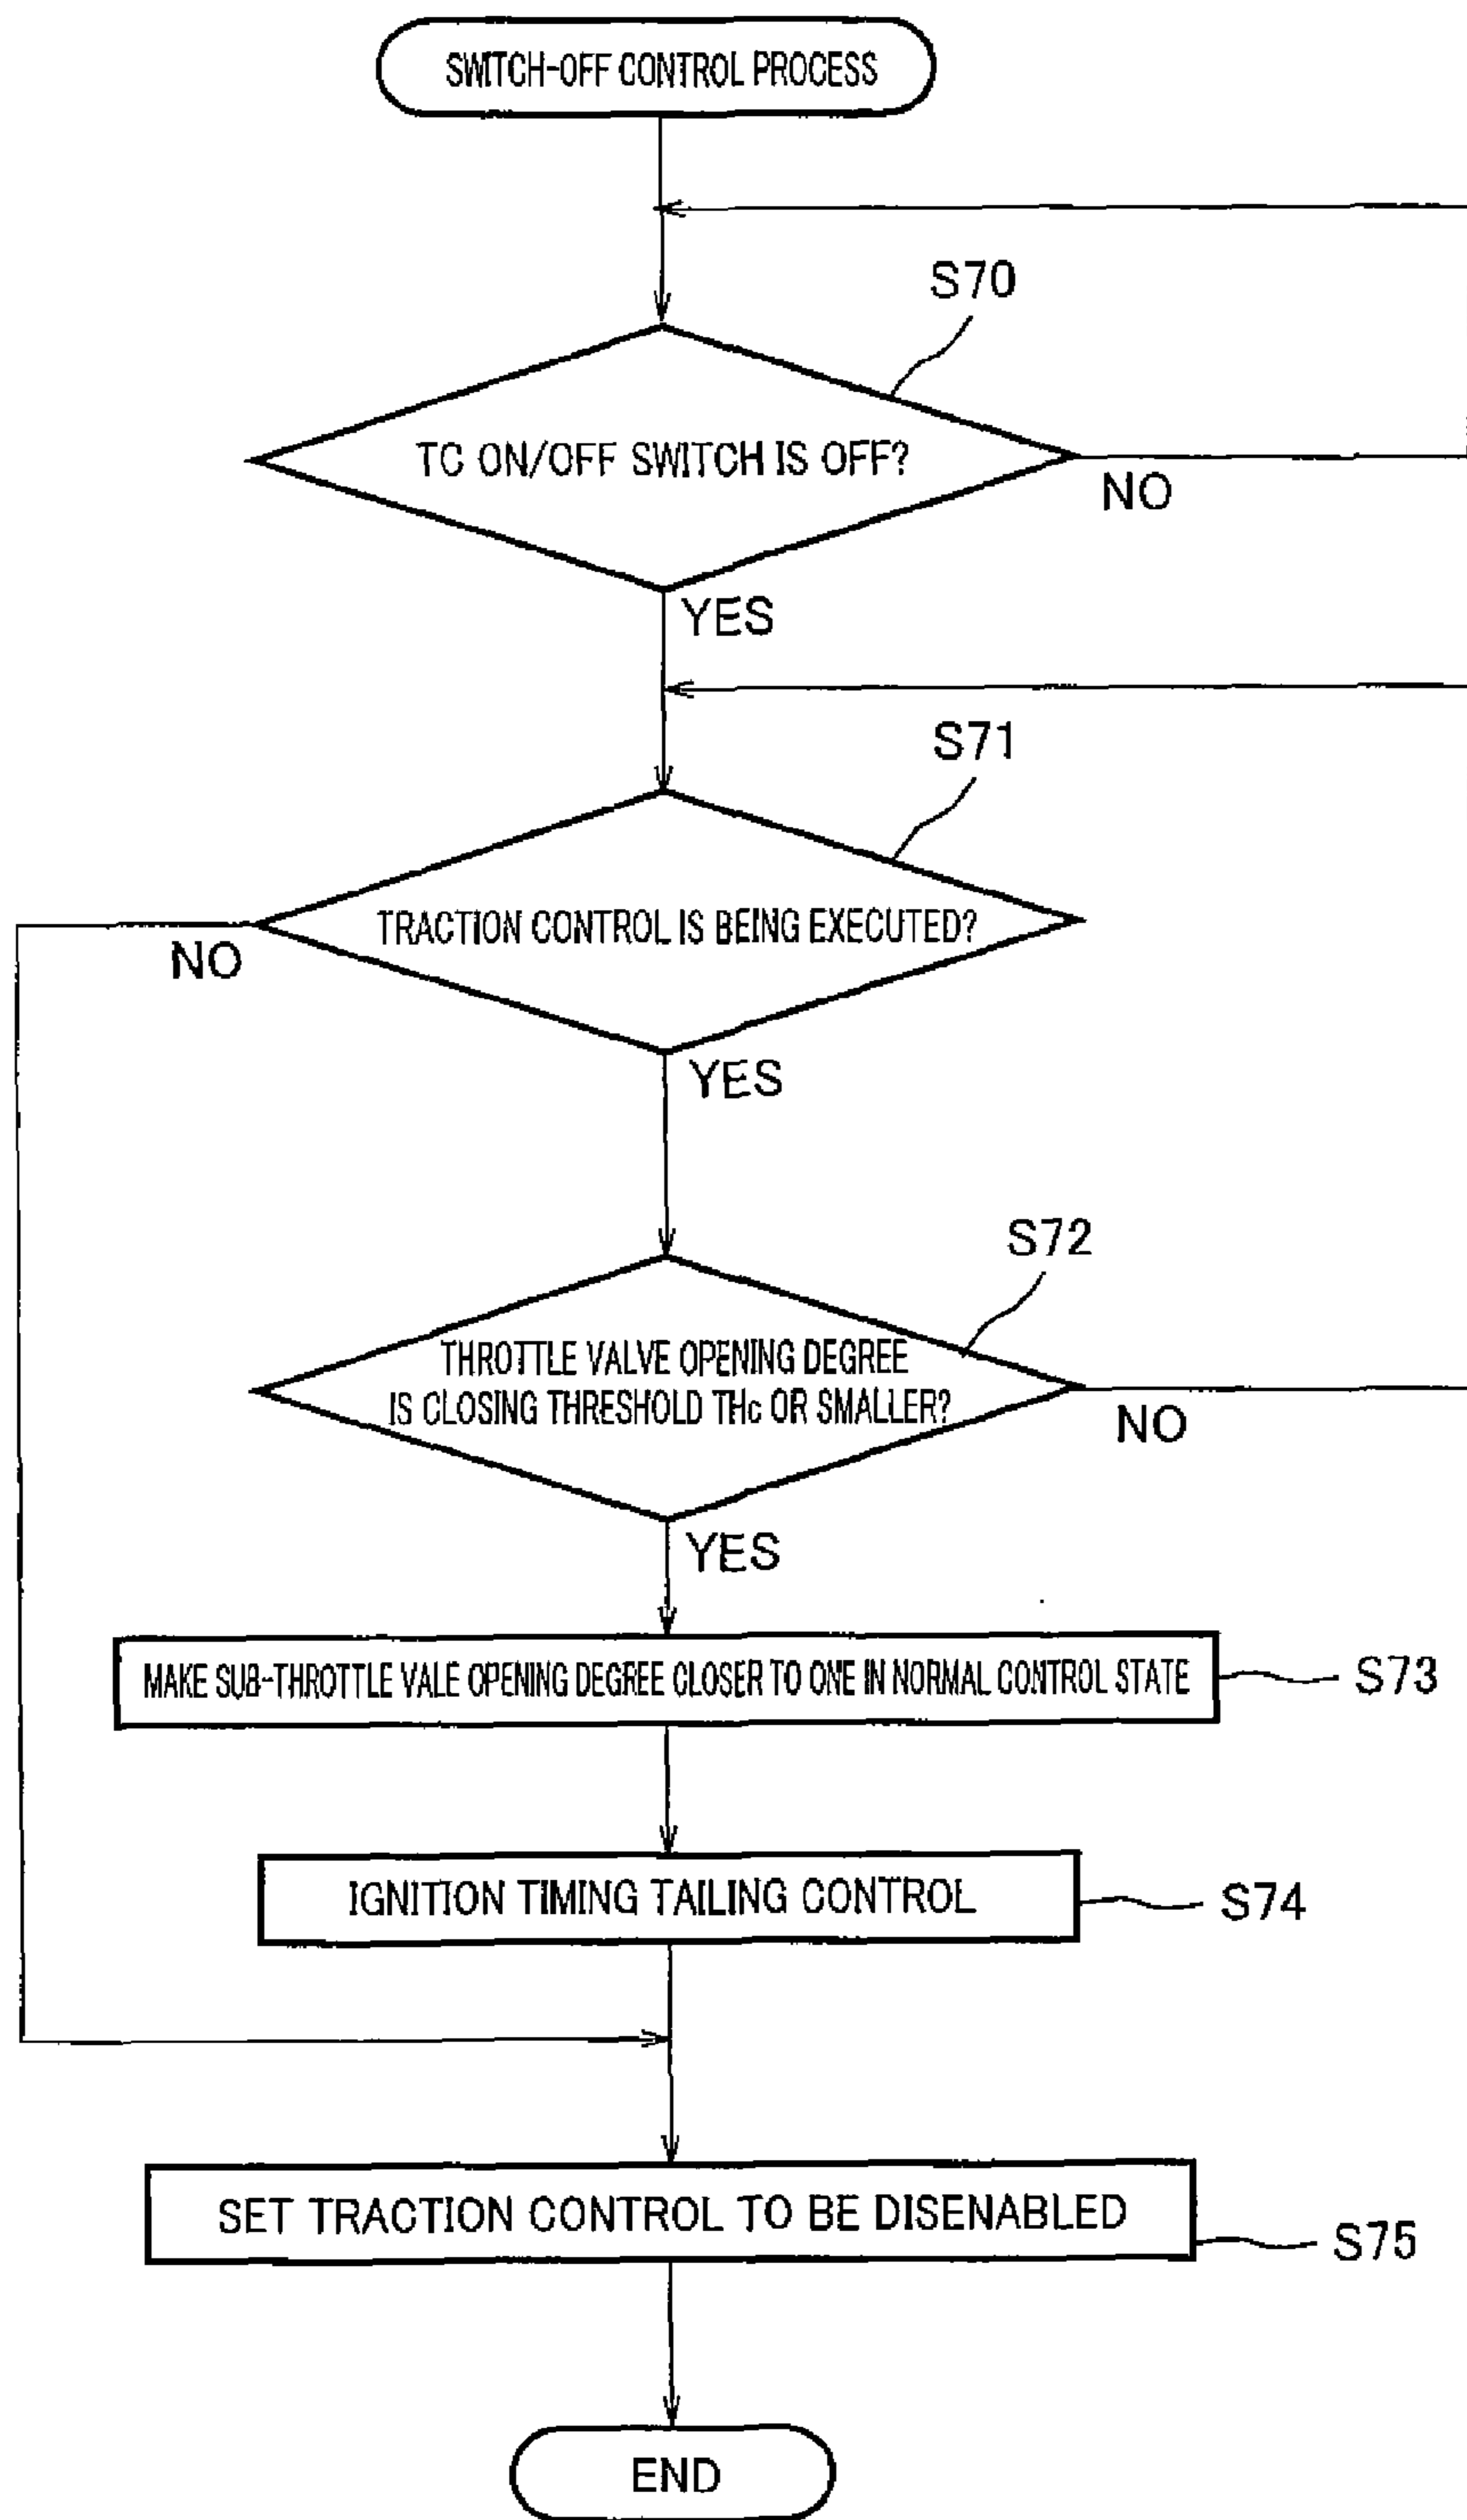 SWITCH-OFF CONTROL PROCESS
S70
TC ON/OFF SWITCH IS OFF?
NO
YES
S71
TRACTION CONTROL IS BEING EXECUTED?
NO
YES
S72
THROTTLE VALVE OPENING DEGREE
IS CLOSING THRESHOLD THc OR SMALLER?
NO
YES
MAKE SUB-THROTTLE VALE OPENING DEGREE CLOSER TO ONE IN NORMAL CONTROL STATE
S73
IGNITION TIMING TAILING CONTROL
S74
SET TRACTION CONTROL TO BE DISENABLED
S75
END